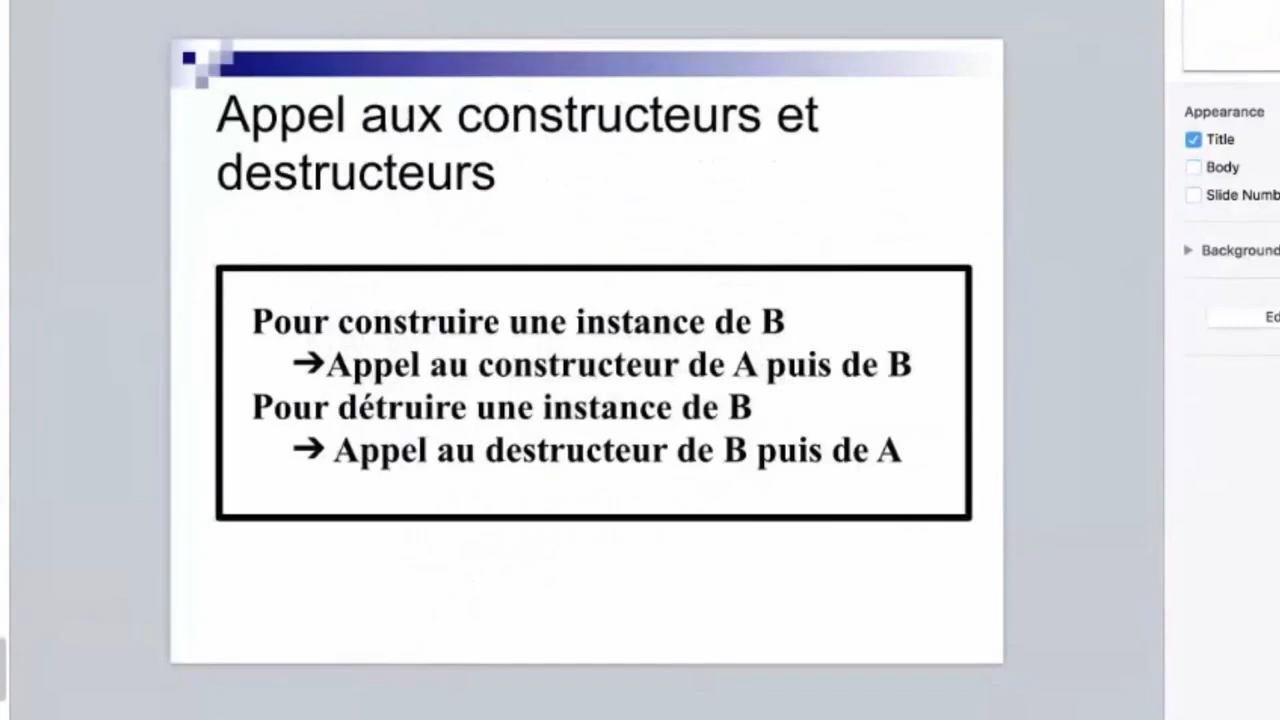 Appel aux constructeurs et
destructeurs
Pour construire une instance de B
➔Appel au constructeur de A puis de B
Pour détruire une instance de B
➔ Appel au destructeur de B puis de A
Appearance
Title
Body
Slide Numb
Background
Ed